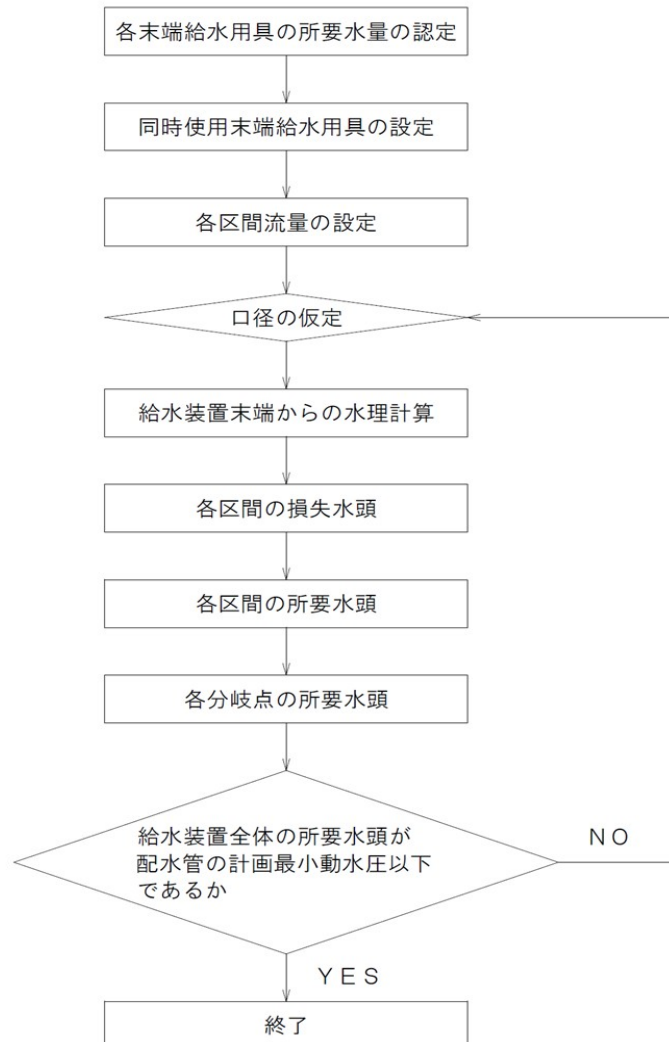 各末端給水用具の所要水量の認定
同時使用末端給水用具の設定
各区間流量の設定
口径の仮定
給水装置末端からの水理計算
各区間の損失水頭
各区間の所要水頭
各分岐点の所要水頭
給水装置全体の所要水頭が
配水管の計画最小動水圧以下
であるか
ＮＯ
ＹＥＳ
終了